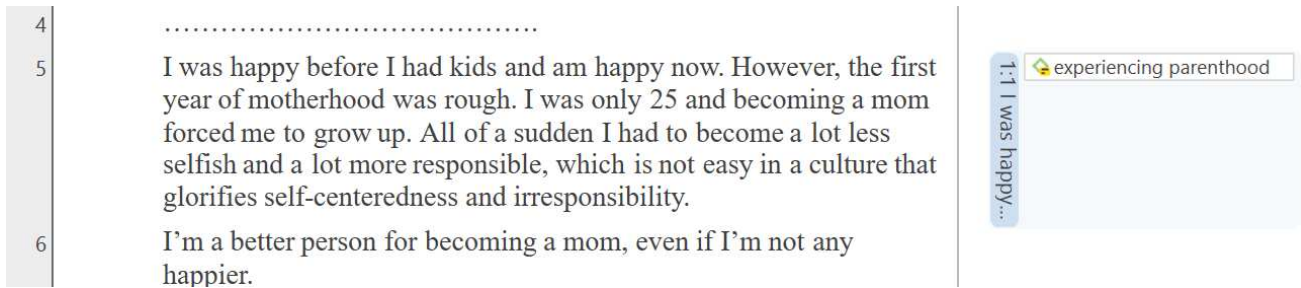 4
.......................................
5
I was happy before I had kids and am happy now. However, the first
year of motherhood was rough. I was only 25 and becoming a mom
forced me to grow up. All of a sudden I had to become a lot less
selfish and a lot more responsible, which is not easy in a culture that
glorifies self-centeredness and irresponsibility.
6
I’m a better person for becoming a mom, even if I’m not any
happier.
1:1 I was happy...
experiencing parenthood